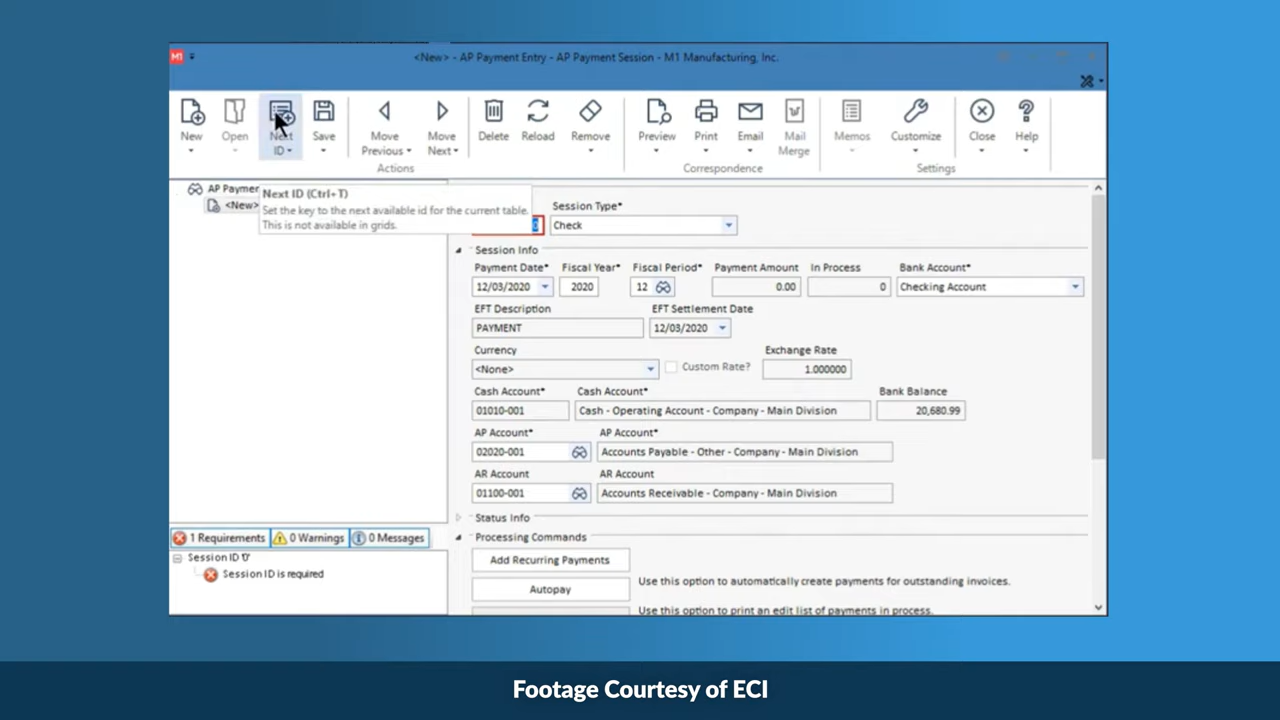 M1
<New> - AP Payment Entry - AP Payment Session - M1 Manufacturing, Inc.
New Open Next ID Save Move Previous Move Next Delete Reload Remove Preview Print Email Mail Merge Memos Customize Close Help
Actions Correspondence Settings
AP Paymer
<New>
Next ID (Ctrl+T)
Set the key to the next available id for the current table.
This is not available in grids.
Session Type*
Check
Session Info
Payment Date* Fiscal Year* Fiscal Period* Payment Amount In Process Bank Account*
12/03/2020 2020 12 0.00 0 Checking Account
EFT Description EFT Settlement Date
PAYMENT 12/03/2020
Currency Exchange Rate
<None> Custom Rate? 1.000000
Cash Account* Cash Account* Bank Balance
01010-001 Cash - Operating Account - Company - Main Division 20,680.99
AP Account* AP Account*
02020-001 Accounts Payable - Other - Company - Main Division
AR Account AR Account
01100-001 Accounts Receivable - Company - Main Division
Status Info
Processing Commands
Add Recurring Payments
Autopay Use this option to automatically create payments for outstanding invoices.
Use this option to print an edit list of payments in process.
1 Requirements 0 Warnings 0 Messages
Session ID '0'
Session ID is required
Footage Courtesy of ECI